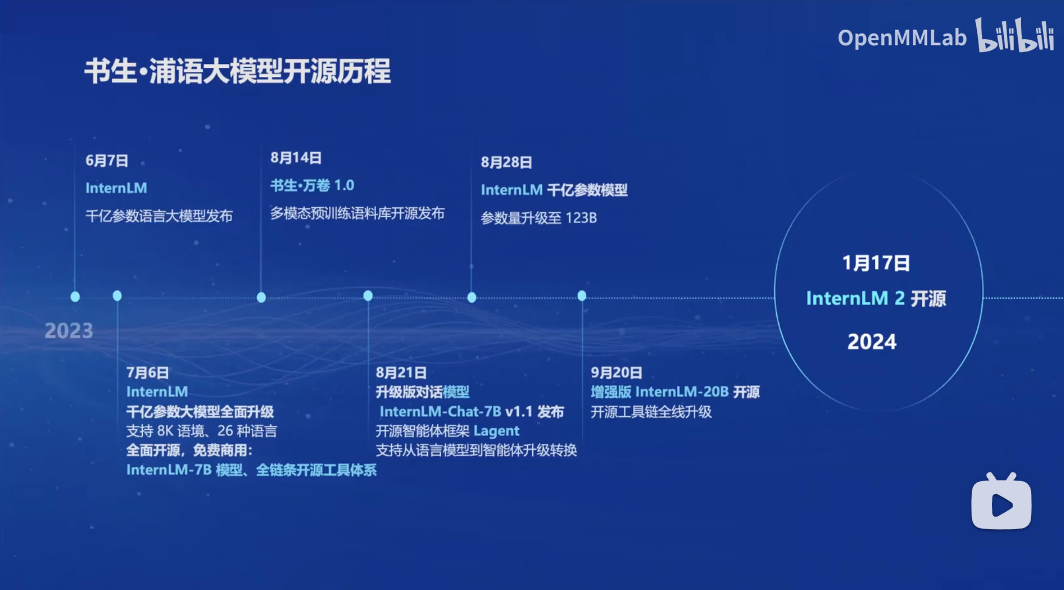 OpenMMLab bilibili
书生·浦语大模型开源历程
6月7日
InternLM
千亿参数语言大模型发布
8月14日
书生·万卷 1.0
多模态预训练语料库开源发布
8月28日
InternLM 千亿参数模型
参数量升级至 123B
1月17日
InternLM 2 开源
2024
2023
7月6日
InternLM
千亿参数大模型全面升级
支持 8K 语境、26 种语言
全面开源，免费商用：
InternLM-7B 模型、全链条开源工具体系
8月21日
升级版对话模型
InternLM-Chat-7B v1.1 发布
开源智能体框架 Lagent
支持从语言模型到智能体升级转换
9月20日
增强版 InternLM-20B 开源
开源工具链全线升级